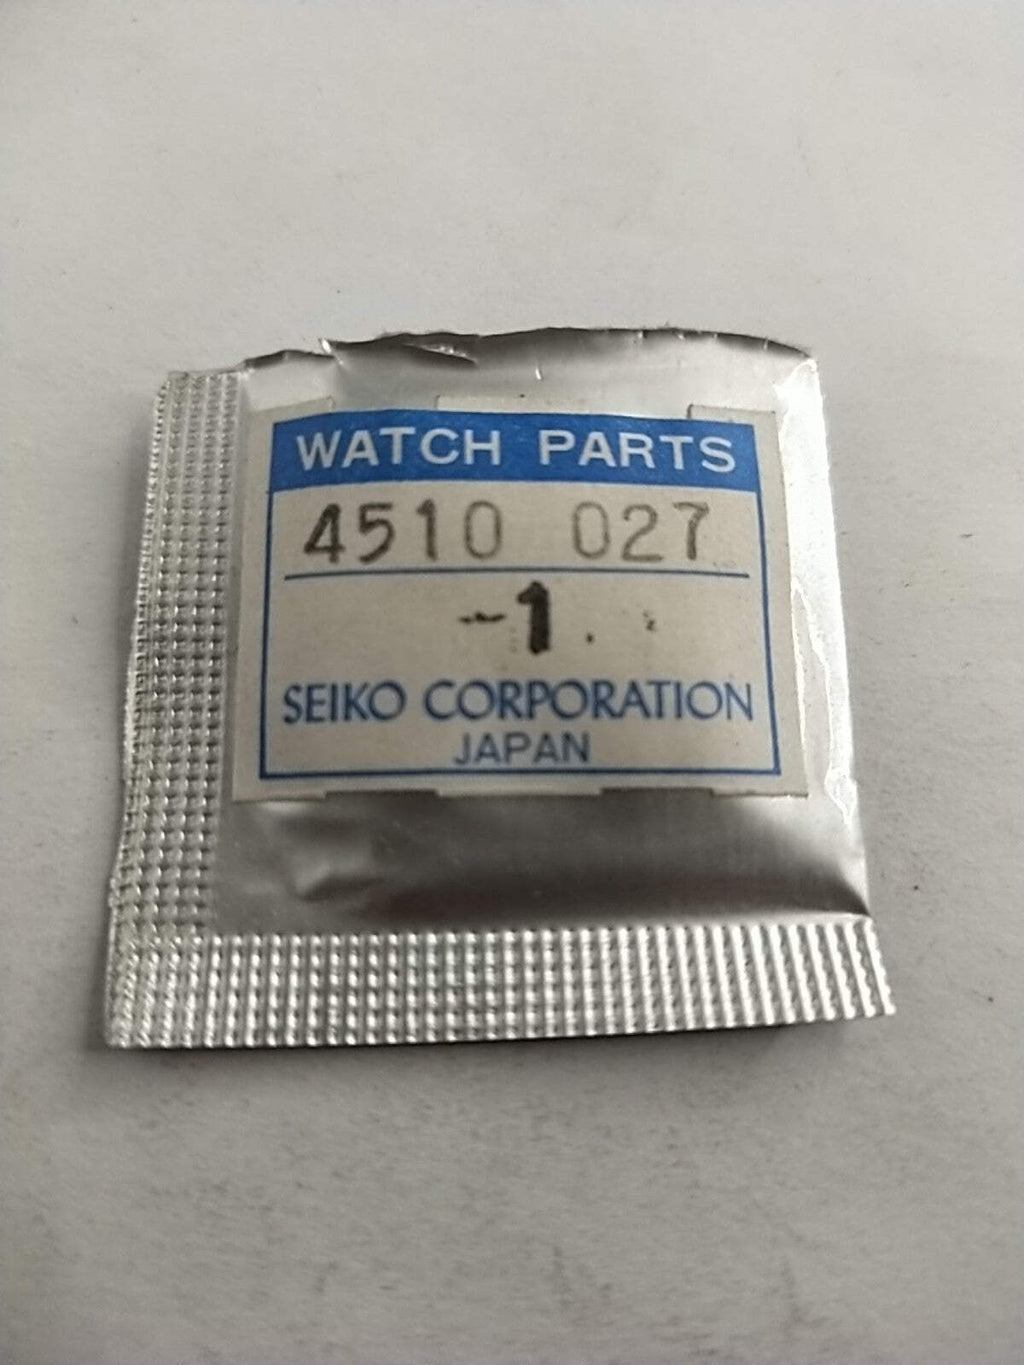 WATCH PARTS
4510 027
-1
SEIKO CORPORATION
JAPAN